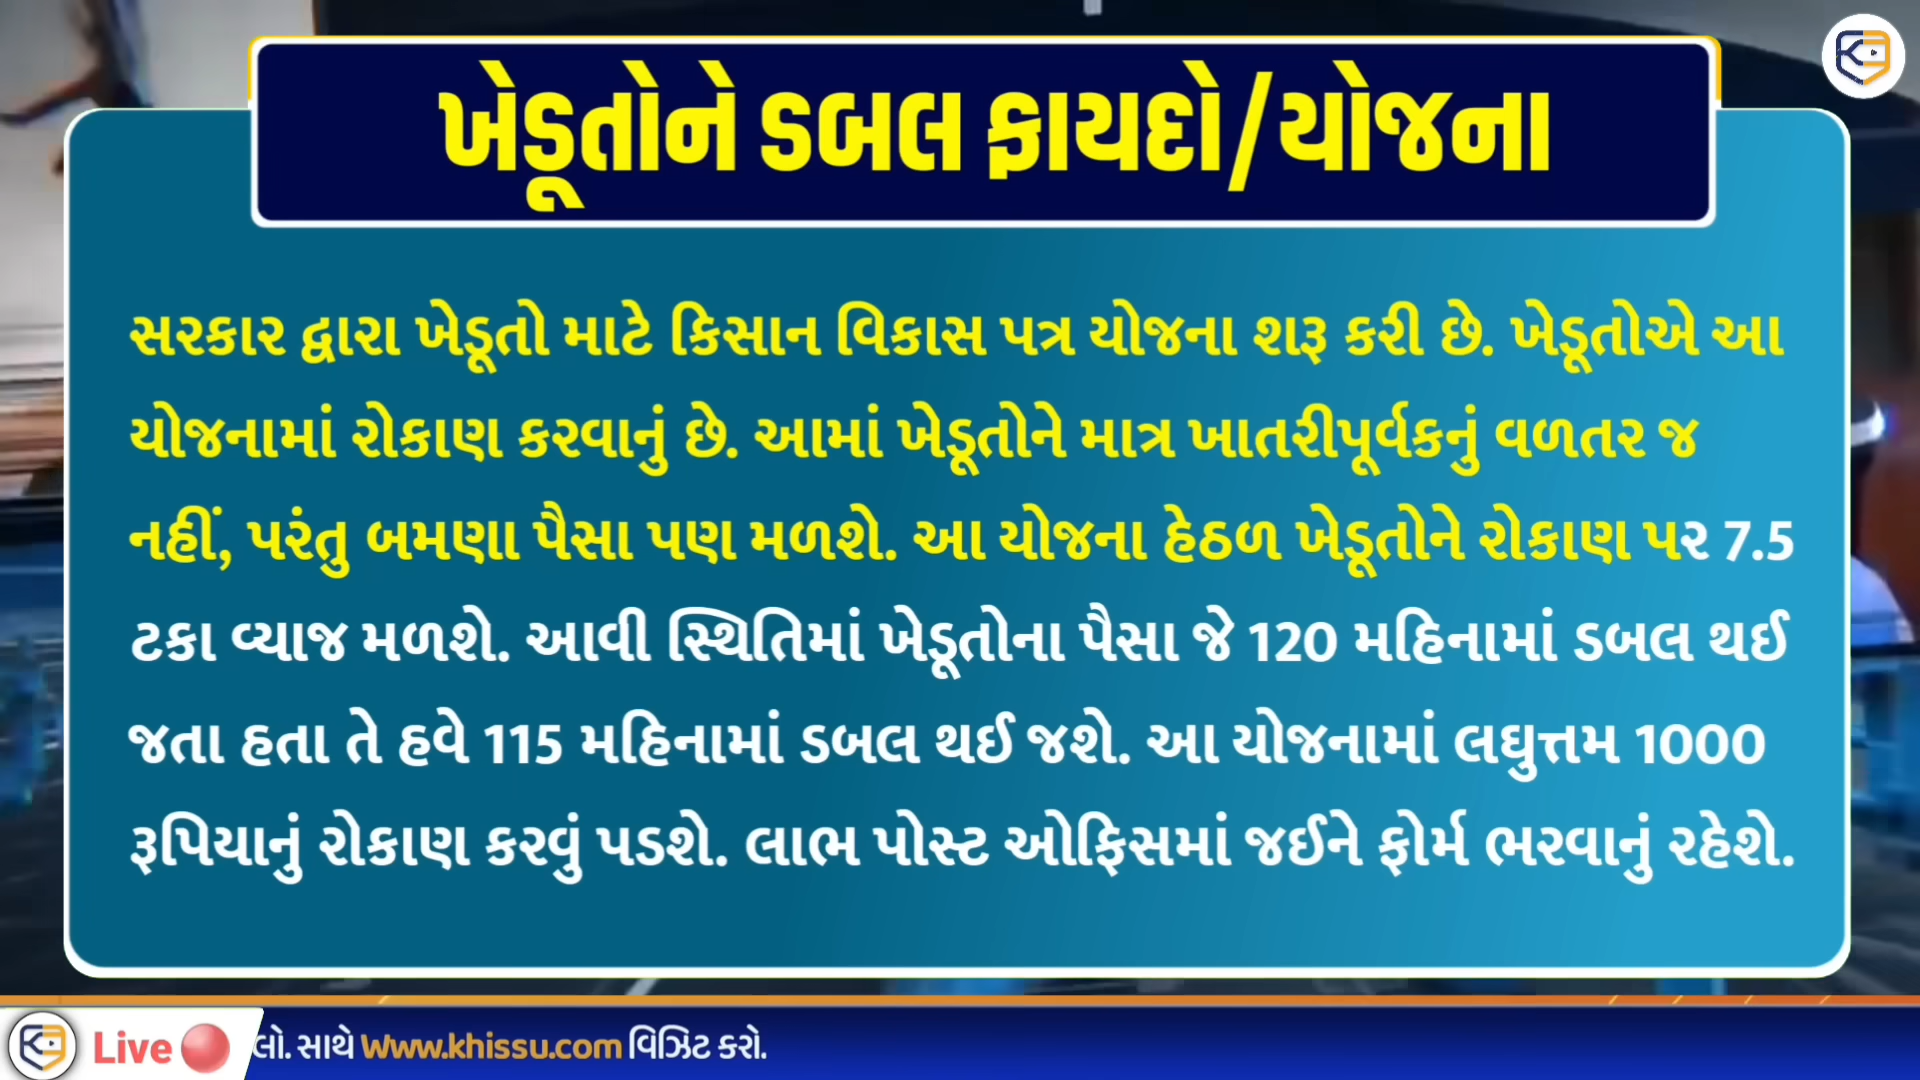 ખેડૂતોને ડબલ ફાયદો/યોજના
સરકાર દ્વારા ખેડૂતો માટે કિસાન વિકાસ પત્ર યોજના શરૂ કરી છે. ખેડૂતોએ આ
યોજનામાં રોકાણ કરવાનું છે. આમાં ખેડૂતોને માત્ર ખાતરીપૂર્વકનું વળતર જ
નહીં, પરંતુ બમણા પૈસા પણ મળશે. આ યોજના હેઠળ ખેડૂતોને રોકાણ પર 7.5
ટકા વ્યાજ મળશે. આવી સ્થિતિમાં ખેડૂતોના પૈસા જે 120 મહિનામાં ડબલ થઈ
જતા હતા તે હવે 115 મહિનામાં ડબલ થઈ જશે. આ યોજનામાં લઘુત્તમ 1000
રૂપિયાનું રોકાણ કરવું પડશે. લાભ પોસ્ટ ઓફિસમાં જઈને ફોર્મ ભરવાનું રહેશે.
Live લો. સાથે Www.khissu.com વિઝિટ કરો.